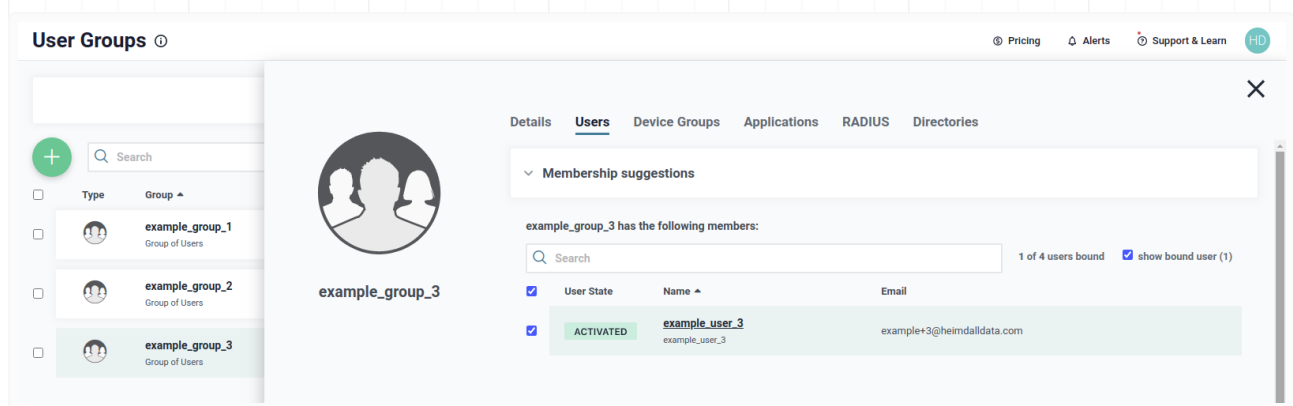 User Groups
Pricing Alerts Support & Learn HD
Details Users Device Groups Applications RADIUS Directories
Search
Membership suggestions
Type Group
example_group_1
Group of Users
example_group_2
Group of Users
example_group_3
Group of Users
example_group_3
example_group_3 has the following members:
Search 1 of 4 users bound show bound user (1)
User State Name Email
ACTIVATED example_user_3 example+3@heimdalldata.com
example_user_3